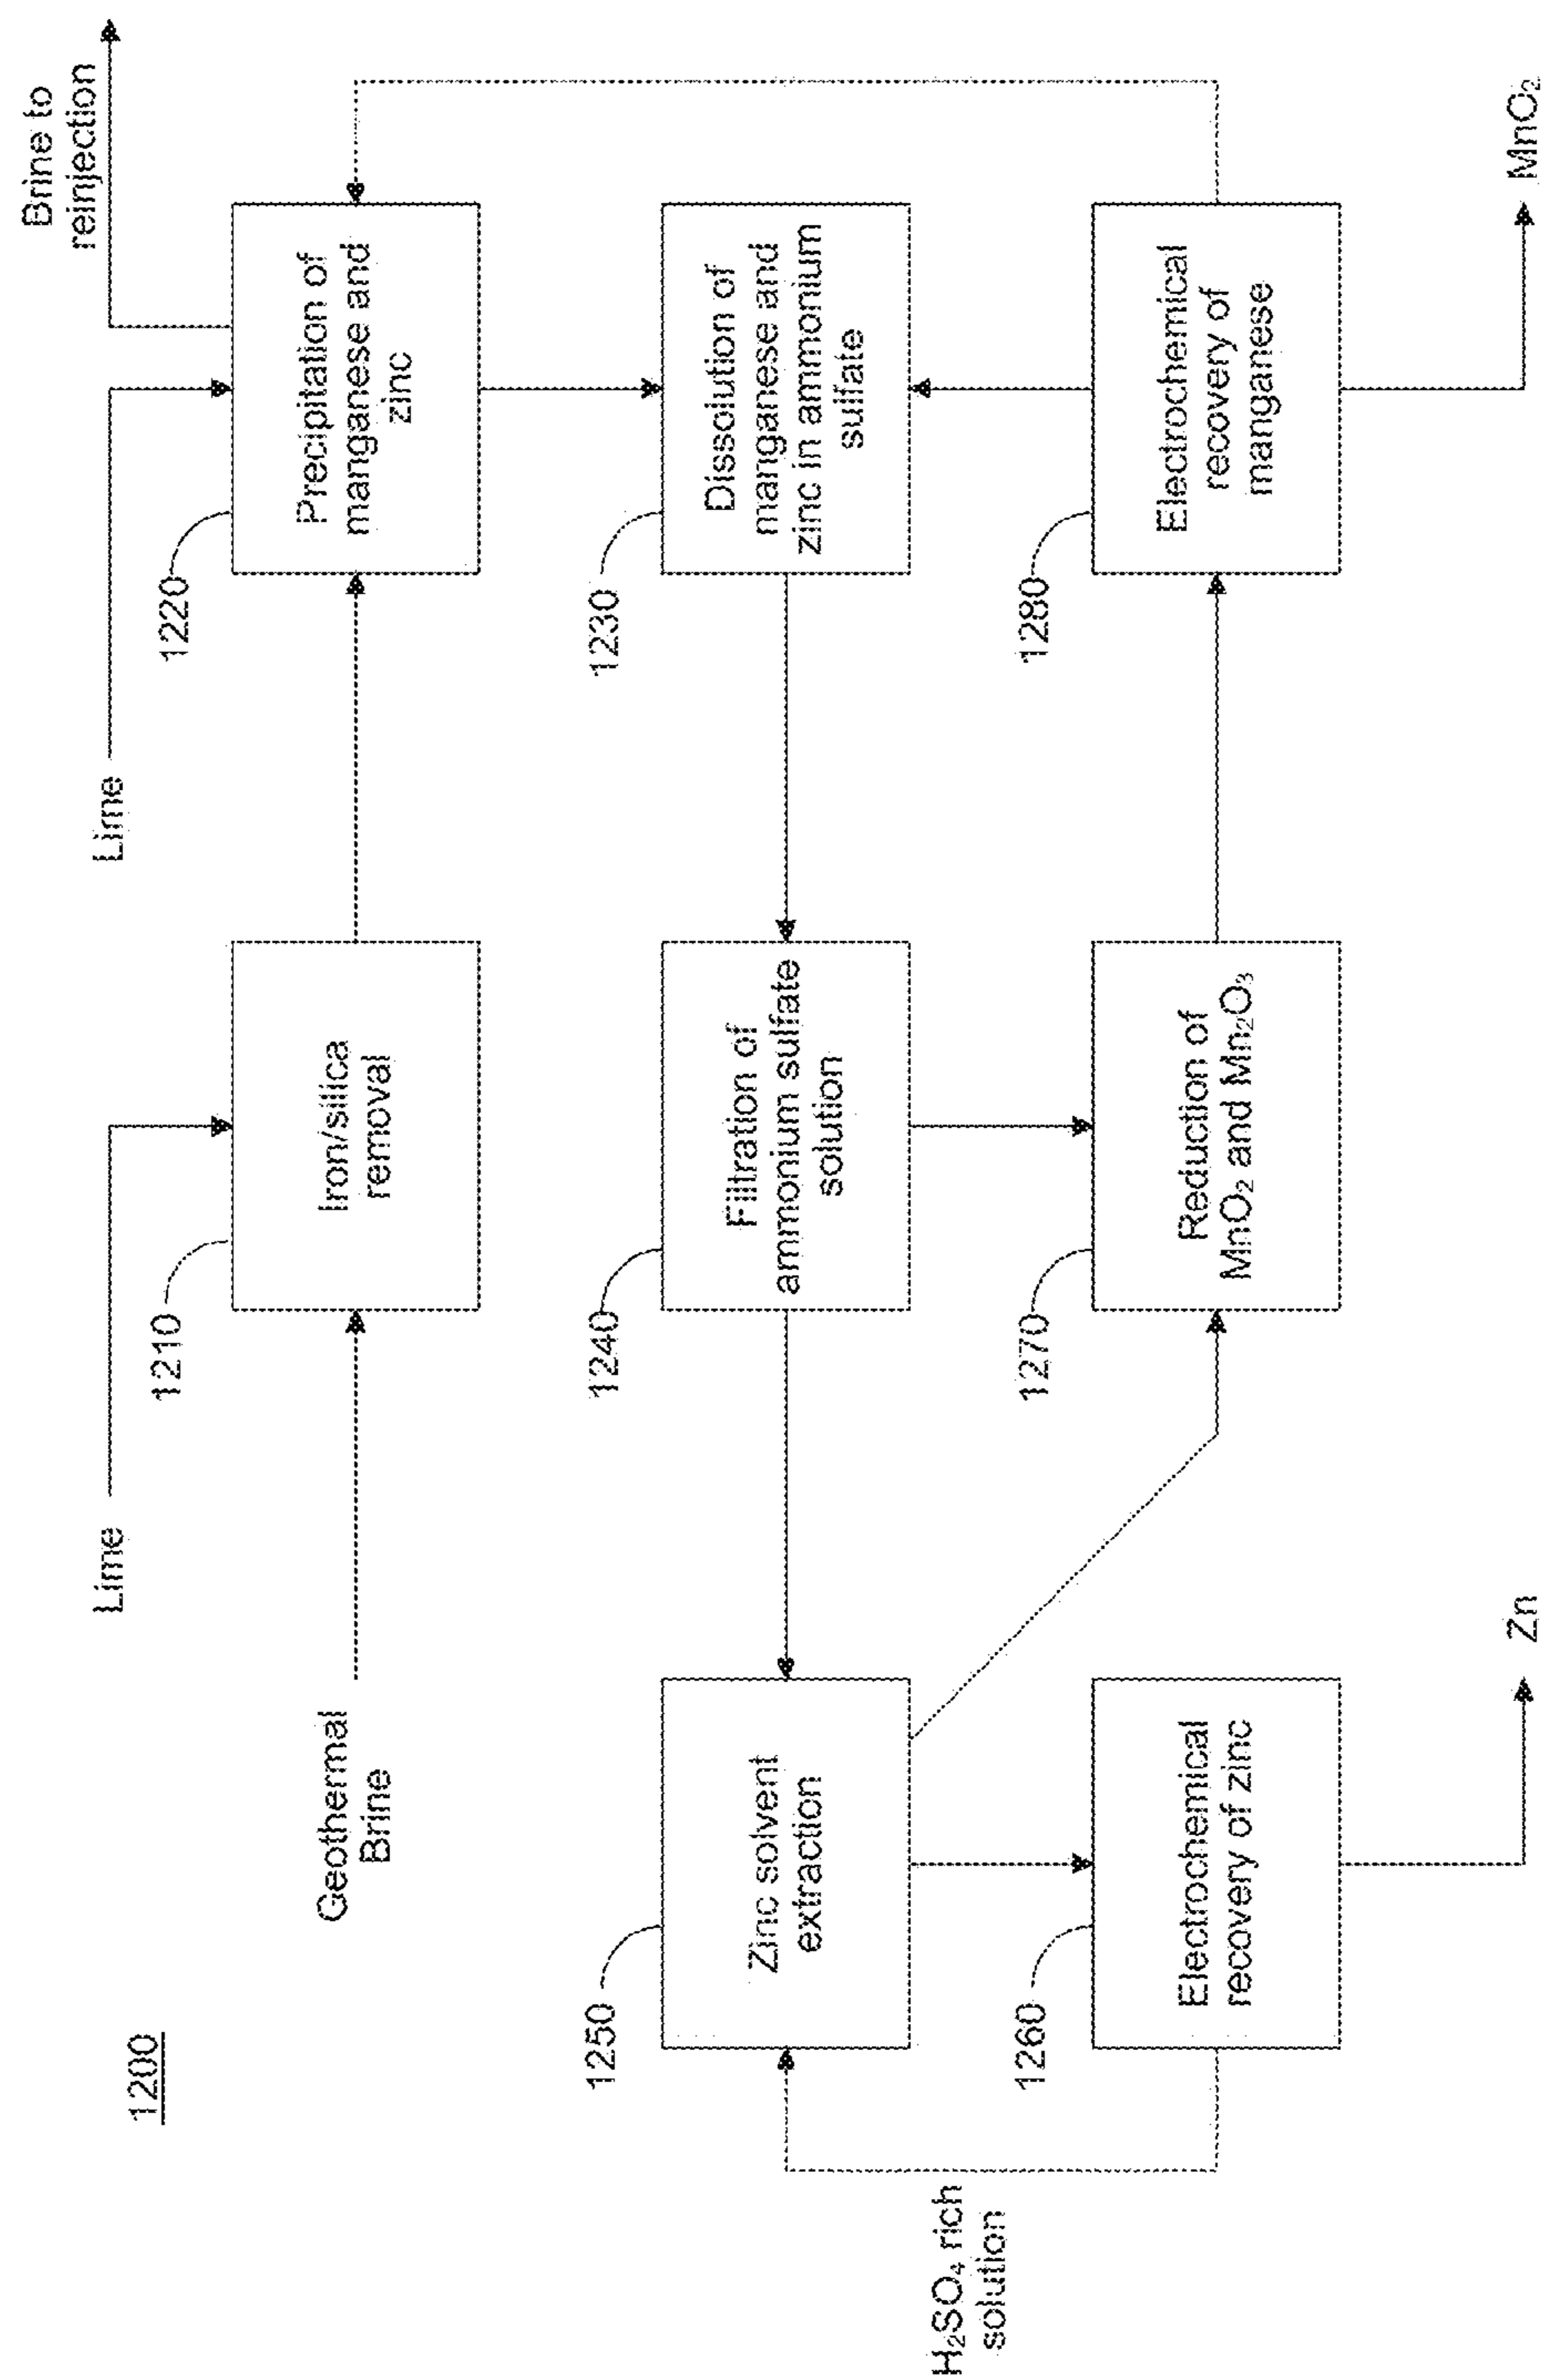 1200
Lime
Lime
Brine to
reinjection
Geothermal
Brine
1210
Iron/silica
removal
1220
Precipitation of
manganese and
zinc
1250
Zinc solvent
extraction
1240
Filtration of
ammonium sulfate
solution
1230
Dissolution of
manganese and
zinc in ammonium
sulfate
H₂SO₄ rich
solution
1260
Electrochemical
recovery of zinc
1270
Reduction of
MnO₂ and Mn₂O₃
1280
Electrochemical
recovery of
manganese
Zn
MnO₂